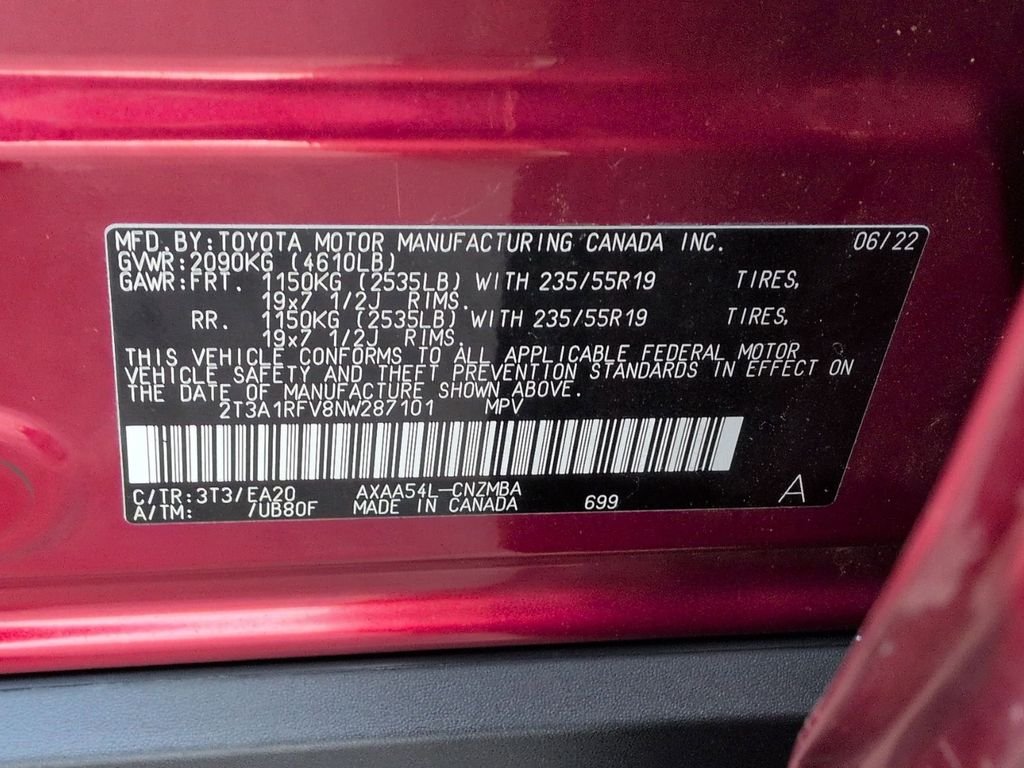 MFD. BY: TOYOTA MOTOR MANUFACTURING CANADA INC. 06/22
GVWR: 2090KG (4610LB)
GAWR: FRT. 1150KG (2535LB) WITH 235/55R19 TIRES,
19x7 1/2J RIMS.
RR. 1150KG (2535LB) WITH 235/55R19 TIRES,
19x7 1/2J RIMS.
THIS VEHICLE CONFORMS TO ALL APPLICABLE FEDERAL MOTOR
VEHICLE SAFETY AND THEFT PREVENTION STANDARDS IN EFFECT ON
THE DATE OF MANUFACTURE SHOWN ABOVE.
2T3A1RFV8NW287101 MPV
C/TR: 3T3/EA20 AXAA54L-CNZMBA
A/TM: /UB80F MADE IN CANADA 699 A